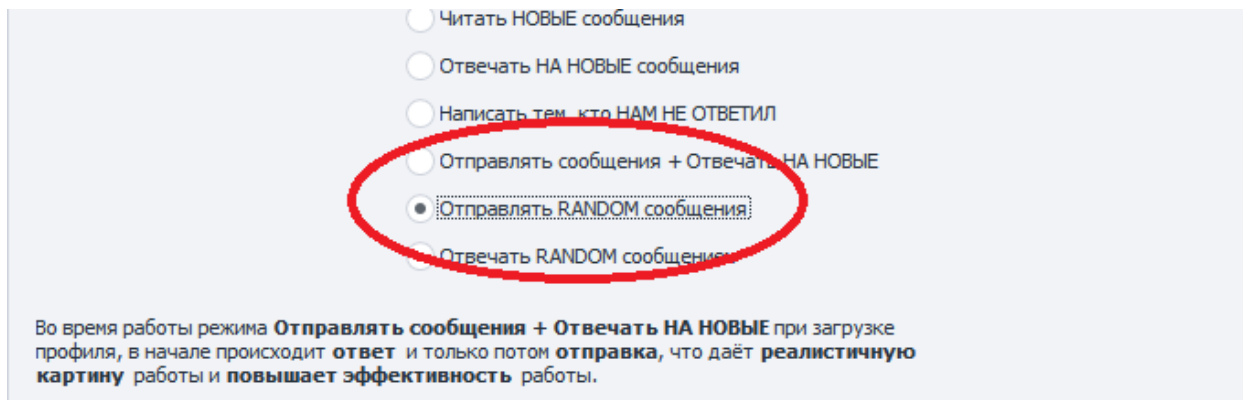 Читать НОВЫЕ сообщения
Отвечать НА НОВЫЕ сообщения
Написать тем, кто НАМ НЕ ОТВЕТИЛ
Отправлять сообщения + Отвечать НА НОВЫЕ
Отправлять RANDOM сообщения
Отвечать RANDOM сообщением
Во время работы режима Отправлять сообщения + Отвечать НА НОВЫЕ при загрузке
профиля, в начале происходит ответ и только потом отправка, что даёт реалистичную
картину работы и повышает эффективность работы.